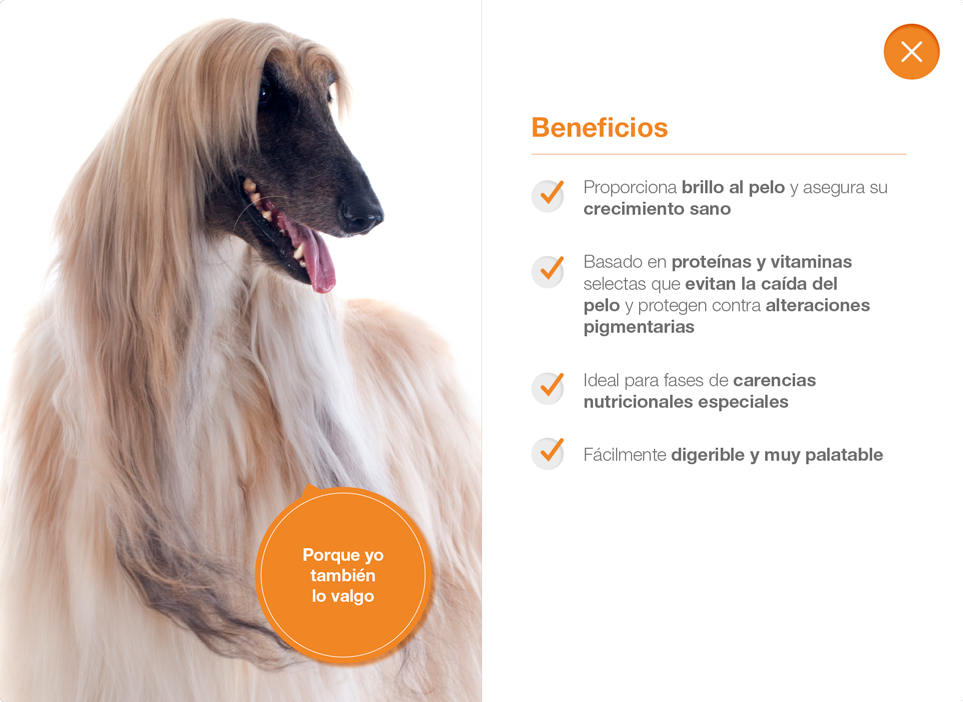 Beneficios
Proporciona brillo al pelo y asegura su
crecimiento sano
Basado en proteínas y vitaminas
selectas que evitan la caída del
pelo y protegen contra alteraciones
pigmentarias
Ideal para fases de carencias
nutricionales especiales
Fácilmente digerible y muy palatable
Porque yo
también
lo valgo